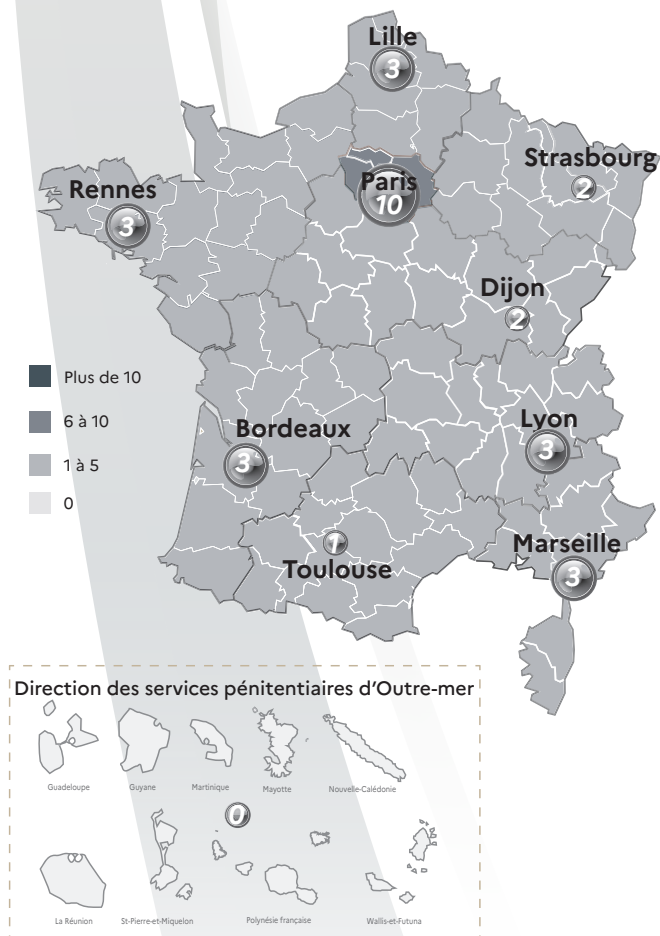 Lille
3
Strasbourg
2
Rennes
3
Paris
10
Dijon
2
Plus de 10
6 à 10
1 à 5
0
Bordeaux
3
Lyon
3
1
Toulouse
Marseille
3
Direction des services pénitentiaires d'Outre-mer
Guadeloupe
Guyane
Martinique
Mayotte
Nouvelle-Calédonie
0
La Réunion
St-Pierre-et-Miquelon
Polynésie française
Wallis-et-Futuna